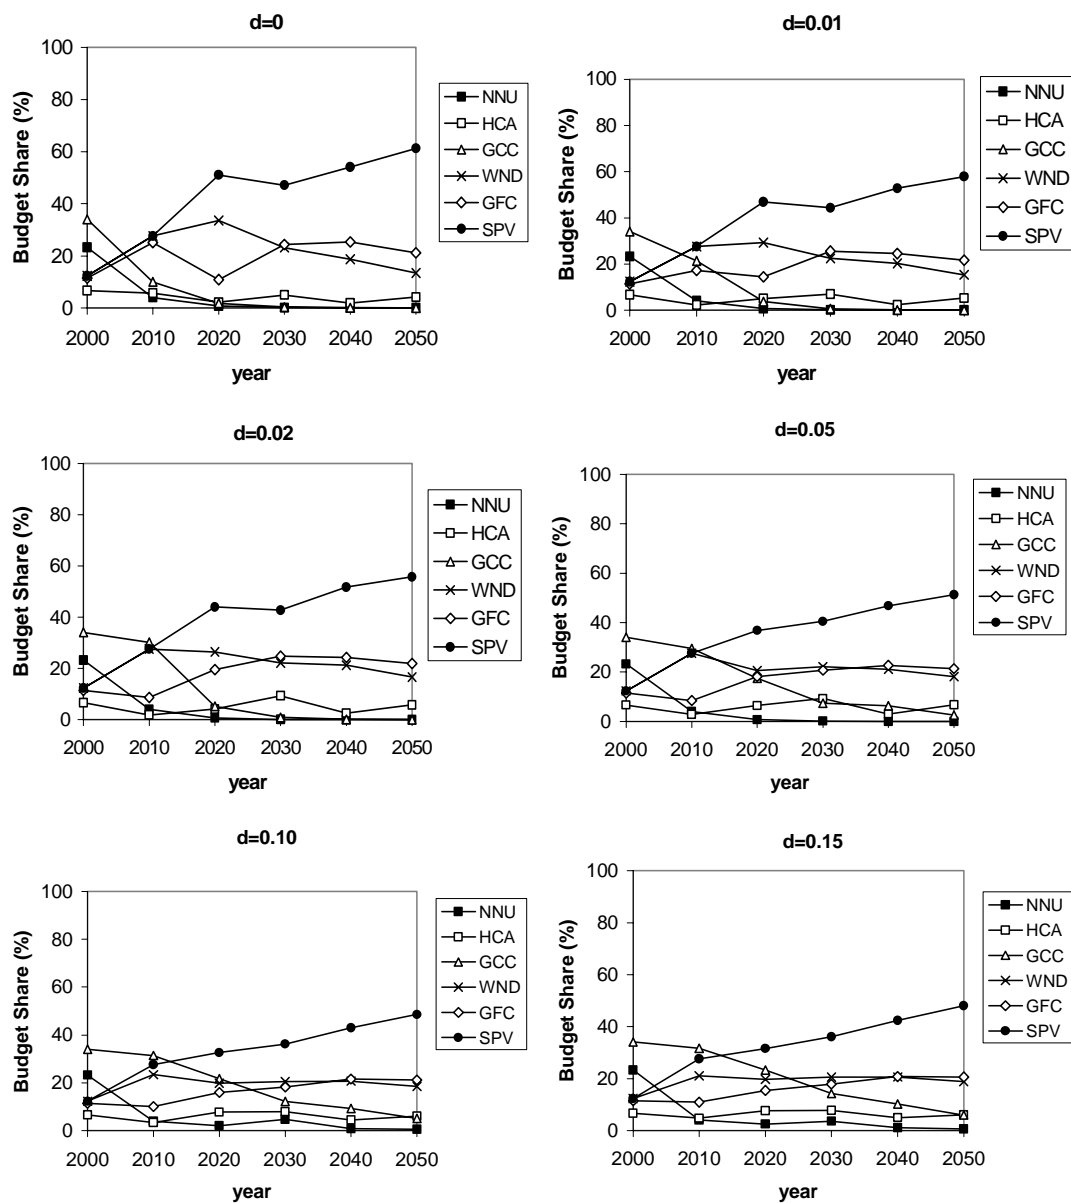 d=0
Budget Share (%)
100
80
60
40
20
0
2000 2010 2020 2030 2040 2050
year
NNU
HCA
GCC
WND
GFC
SPV
d=0.01
Budget Share (%)
100
80
60
40
20
0
2000 2010 2020 2030 2040 2050
year
NNU
HCA
GCC
WND
GFC
SPV
d=0.02
Budget Share (%)
100
80
60
40
20
0
2000 2010 2020 2030 2040 2050
year
NNU
HCA
GCC
WND
GFC
SPV
d=0.05
Budget Share (%)
100
80
60
40
20
0
2000 2010 2020 2030 2040 2050
year
NNU
HCA
GCC
WND
GFC
SPV
d=0.10
Budget Share (%)
100
80
60
40
20
0
2000 2010 2020 2030 2040 2050
year
NNU
HCA
GCC
WND
GFC
SPV
d=0.15
Budget Share (%)
100
80
60
40
20
0
2000 2010 2020 2030 2040 2050
year
NNU
HCA
GCC
WND
GFC
SPV